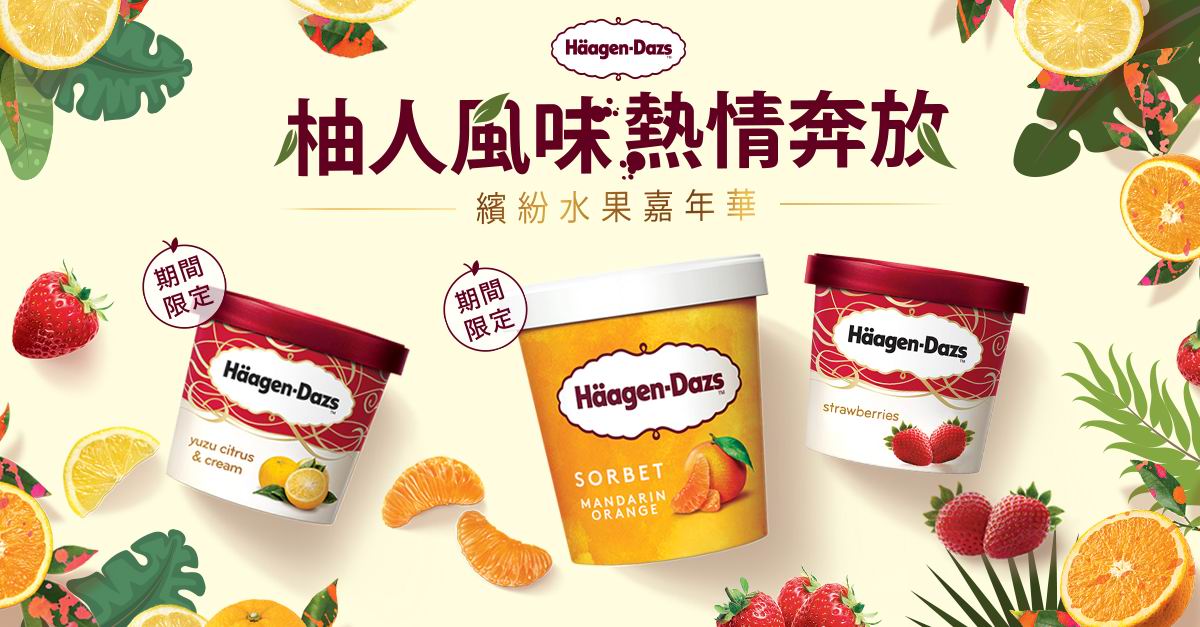 Häagen-Dazs
柚人風味 熱情奔放
繽紛水果嘉年華
期間
限定
Häagen-Dazs
yuzu citrus
& cream
期間
限定
Häagen-Dazs
SORBET
MANDARIN
ORANGE
Häagen-Dazs
strawberries